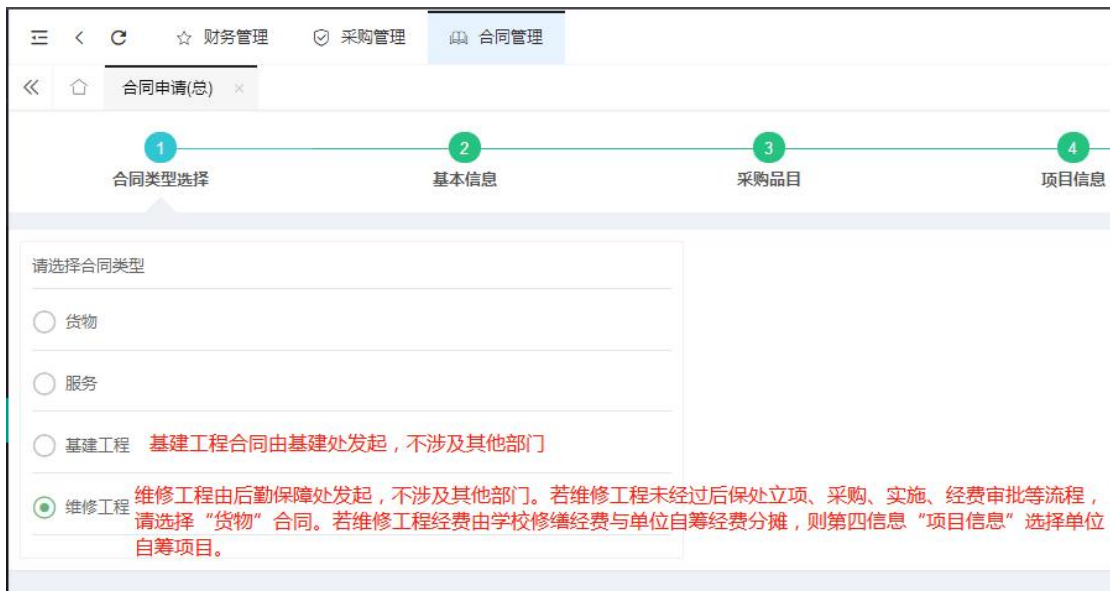 财务管理 采购管理 合同管理
合同申请(总) ×
1 2 3 4
合同类型选择 基本信息 采购品目 项目信息
请选择合同类型
货物
服务
基建工程 基建工程合同由基建处发起，不涉及其他部门
维修工程 维修工程由后勤保障处发起，不涉及其他部门。若维修工程未经过后保处立项、采购、实施、经费审批等流程，
请选择“货物”合同。若维修工程经费由学校修缮经费与单位自筹经费分摊，则第四信息“项目信息”选择单位
自筹项目。